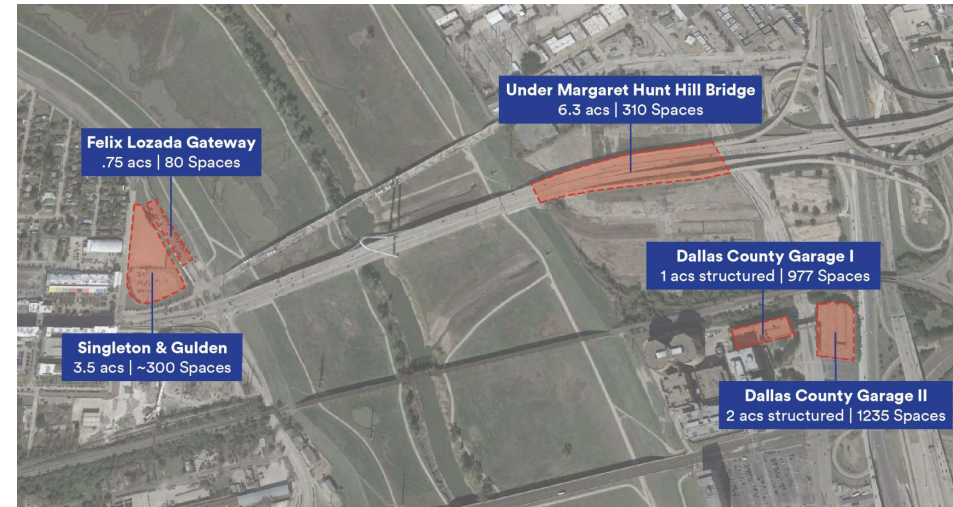 Under Margaret Hunt Hill Bridge
6.3 acs | 310 Spaces
Felix Lozada Gateway
.75 acs | 80 Spaces
Dallas County Garage I
1 acs structured | 977 Spaces
Singleton & Gulden
3.5 acs | ~300 Spaces
Dallas County Garage II
2 acs structured | 1235 Spaces